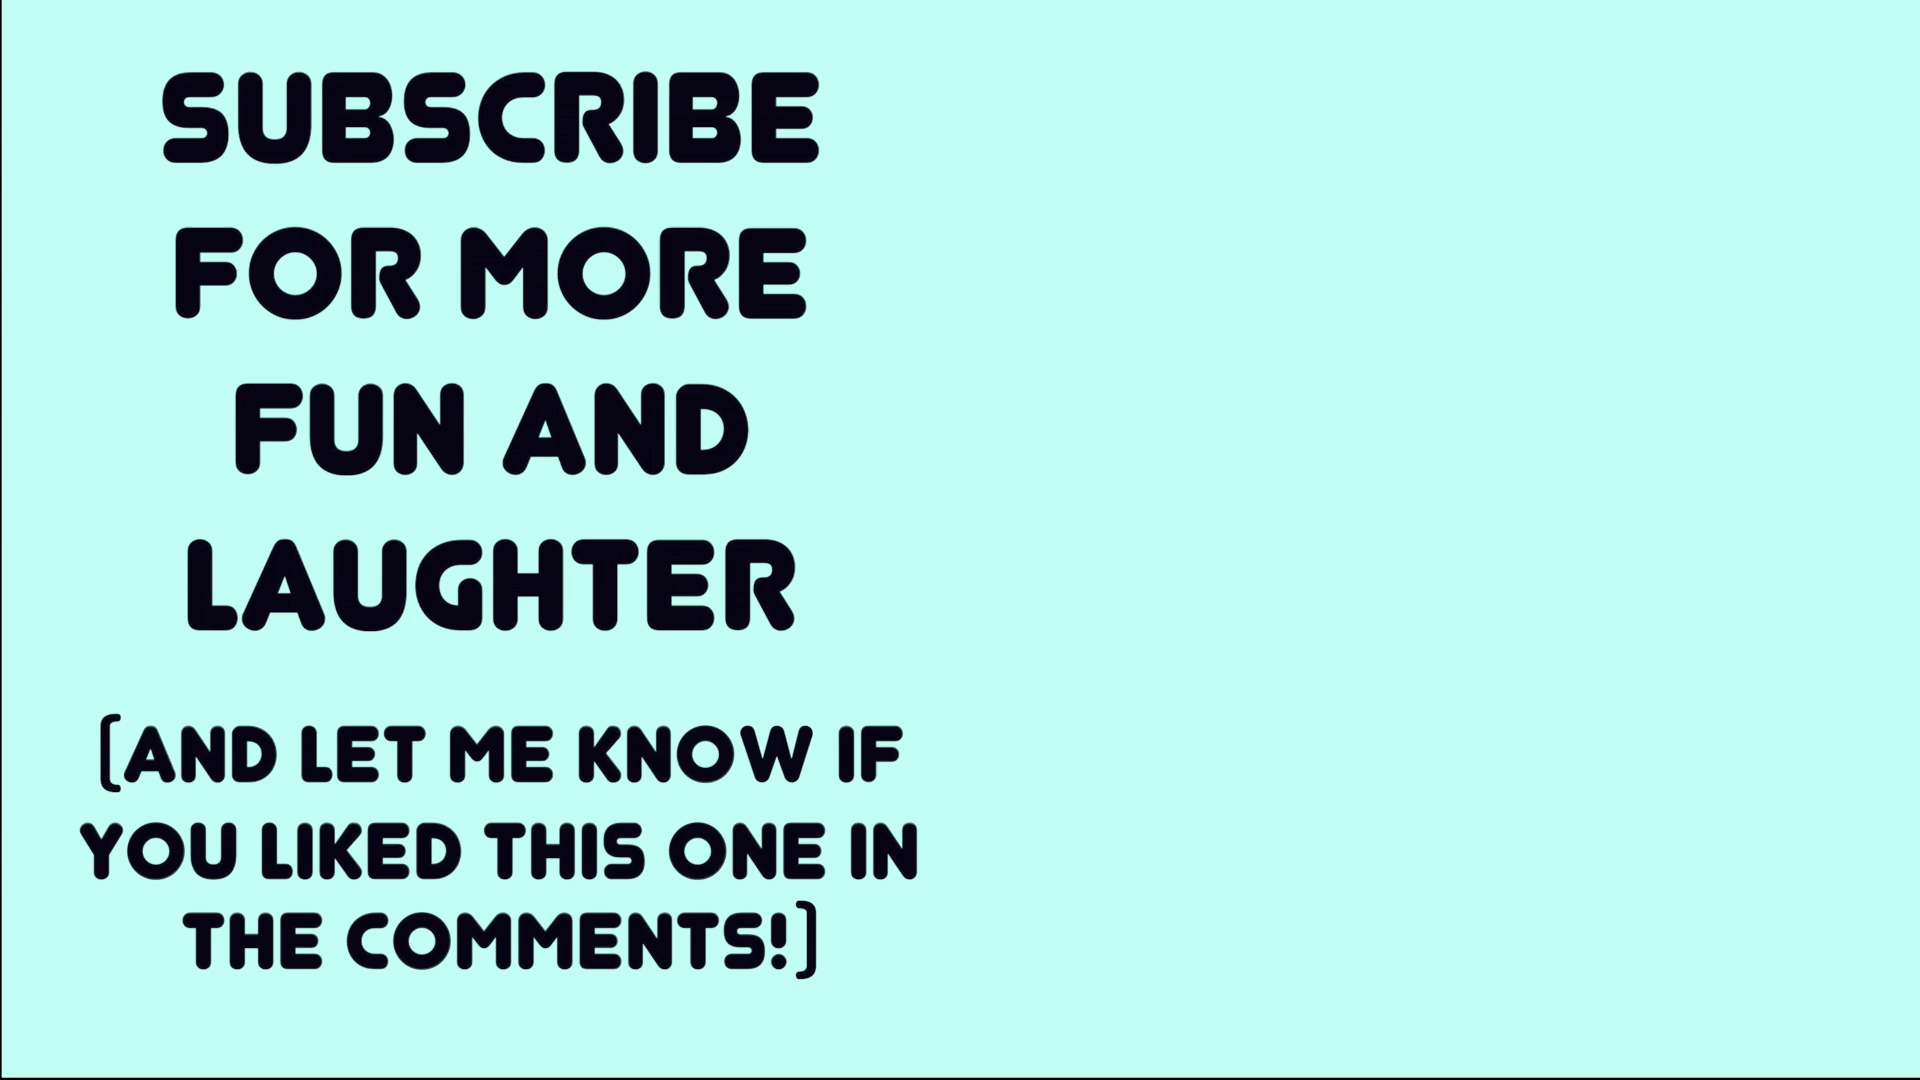 SUBSCRIBE
FOR MORE
FUN AND
LAUGHTER
(AND LET ME KNOW IF
YOU LIKED THIS ONE IN
THE COMMENTS!)